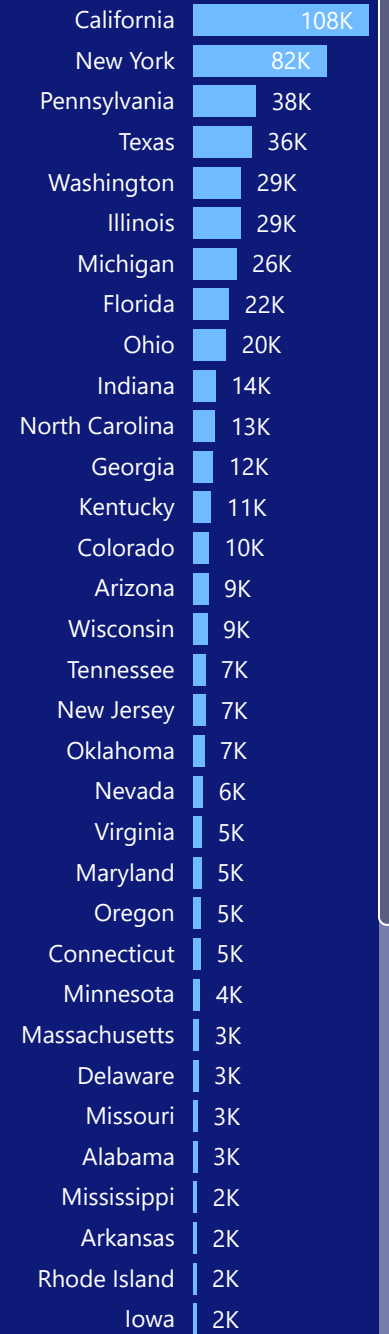 California 108K
New York 82K
Pennsylvania 38K
Texas 36K
Washington 29K
Illinois 29K
Michigan 26K
Florida 22K
Ohio 20K
Indiana 14K
North Carolina 13K
Georgia 12K
Kentucky 11K
Colorado 10K
Arizona 9K
Wisconsin 9K
Tennessee 7K
New Jersey 7K
Oklahoma 7K
Nevada 6K
Virginia 5K
Maryland 5K
Oregon 5K
Connecticut 5K
Minnesota 4K
Massachusetts 3K
Delaware 3K
Missouri 3K
Alabama 3K
Mississippi 2K
Arkansas 2K
Rhode Island 2K
Iowa 2K